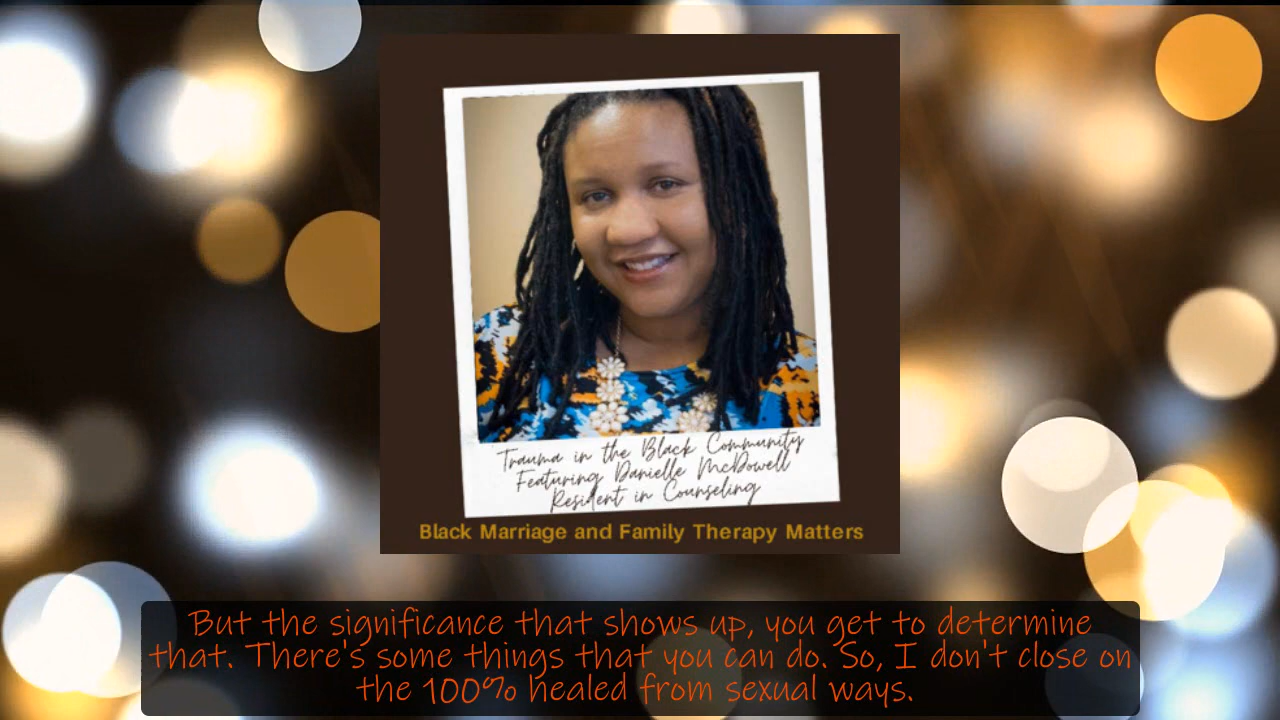 Trauma in the Black Community
Featuring Danielle McDowell
Resident in Counseling
Black Marriage and Family Therapy Matters
But the significance that shows up, you get to determine
that. There's some things that you can do. So, I don't close on
the 100% healed from sexual ways.